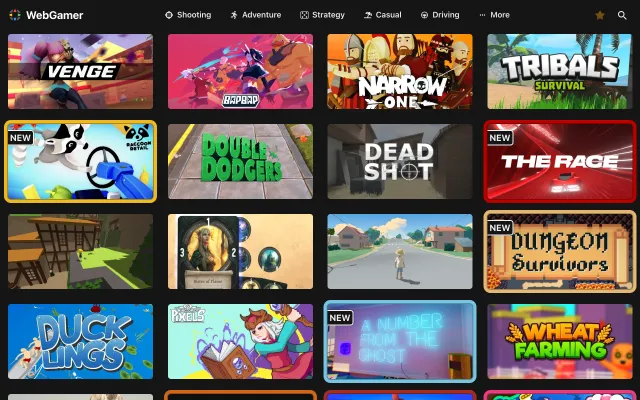 WebGamer
Shooting
Adventure
Strategy
Casual
Driving
More
VENGE
BAPBAP
NARROW
ONE
TRIBALS
SURVIVAL
NEW
RACCOON
RETAIL
DOUBLE
DODGERS
DEAD
SHOT
NEW
THE RACE
1
3
2
NEW
DUNGEON
Survivors
DUCK
LINGS
PIXELS
NEW
A NUMBER
FROM THE
GHOST
WHEAT
FARMING